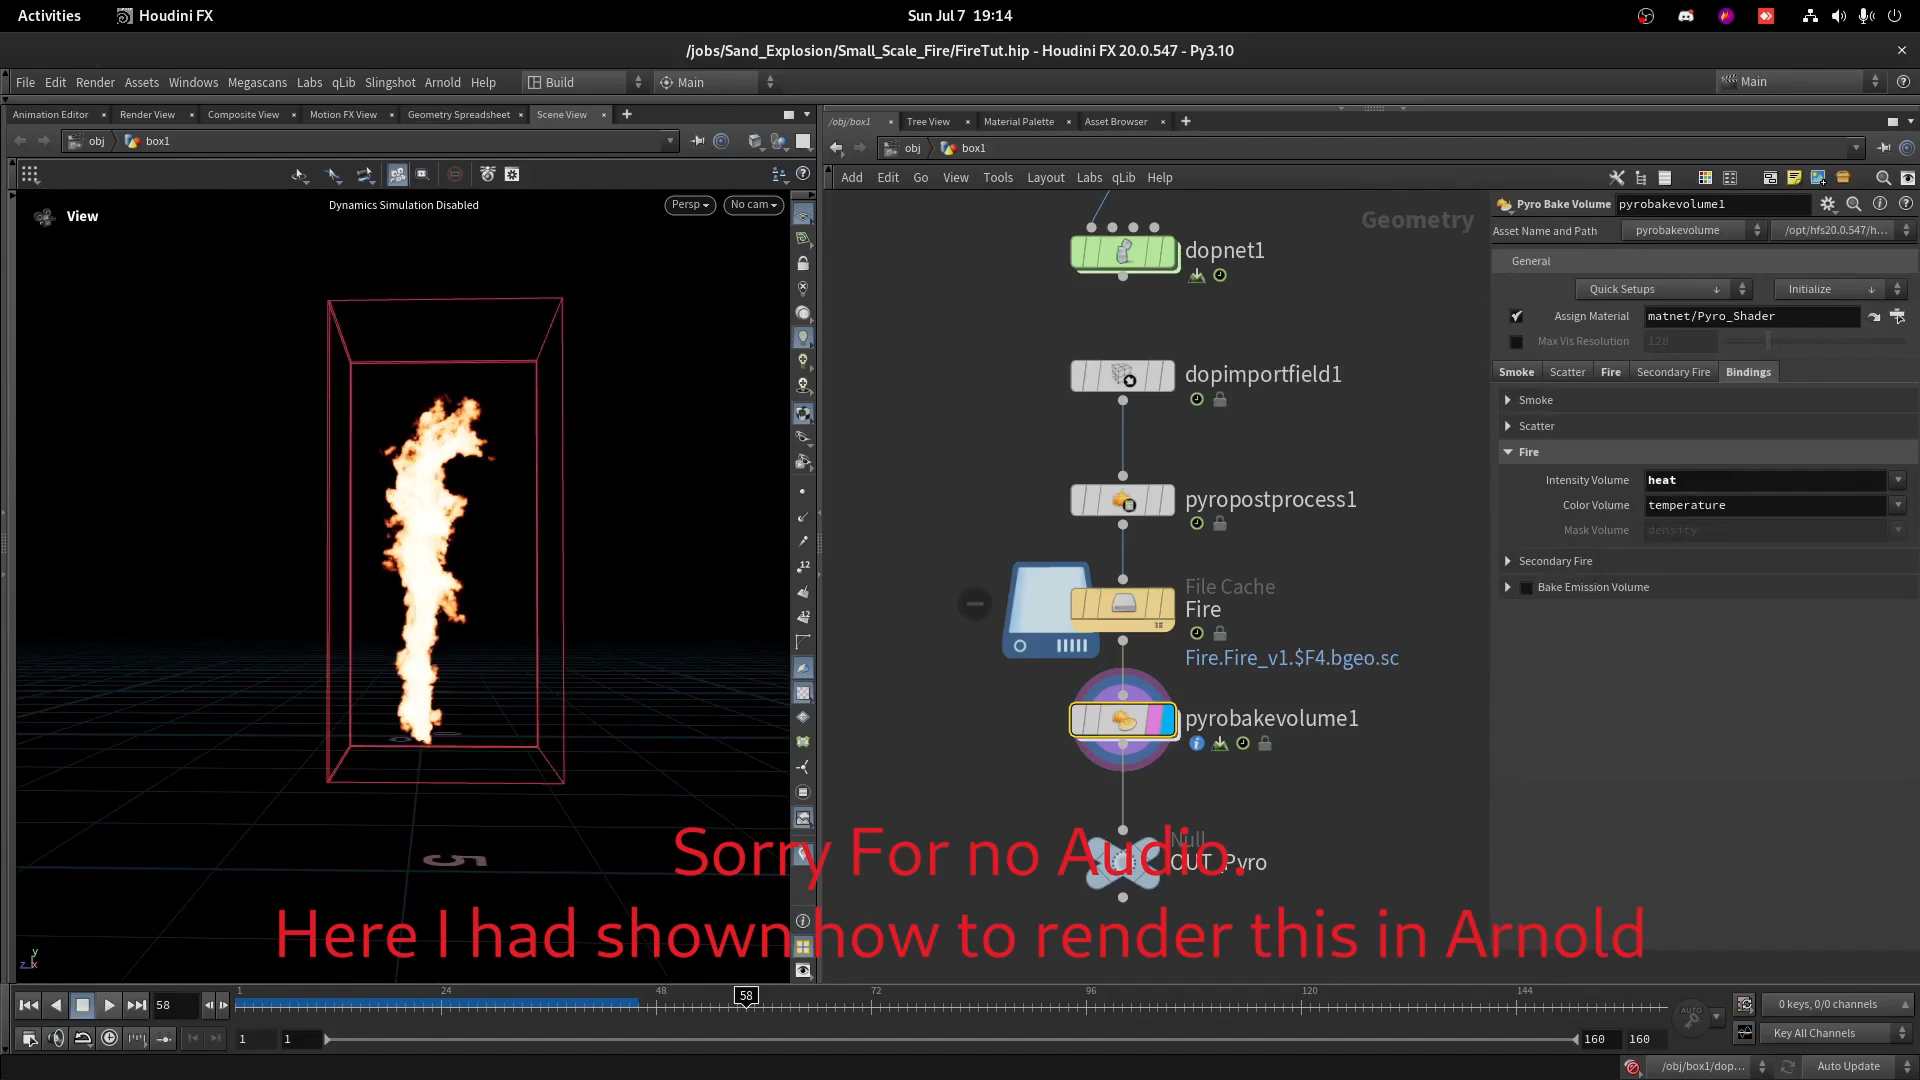 Activities Houdini FX Sun Jul 7 19:14
/jobs/Sand_Explosion/Small_Scale_Fire/FireTut.hip - Houdini FX 20.0.547 - Py3.10
File Edit Render Assets Windows Megascans Labs qLib Slingshot Arnold Help Build Main Main
Animation Editor Render View Composite View Motion FX View Geometry Spreadsheet Scene View
obj box1
View
Dynamics Simulation Disabled
Persp No cam
/obj/box1 Tree View Material Palette Asset Browser
obj box1
Add Edit Go View Tools Layout Labs qLib Help
Geometry
dopnet1
dopimportfield1
pyropostprocess1
File Cache
Fire
Fire.Fire_v1.$F4.bgeo.sc
pyrobakevolume1
Null
OUT_Pyro
Pyro Bake Volume pyrobakevolume1
Asset Name and Path pyrobakevolume /opt/hfs20.0.547/h...
General
Quick Setups Initialize
Assign Material matnet/Pyro_Shader
Max Vis Resolution 128
Smoke Scatter Fire Secondary Fire Bindings
Smoke
Scatter
Fire
Intensity Volume heat
Color Volume temperature
Mask Volume density
Secondary Fire
Bake Emission Volume
12
12
5
y
z x
Sorry For no Audio.
Here I had shown how to render this in Arnold
58 1 24 48 58 72 96 120 144
AUTO
0 keys, 0/0 channels
1 1 160 160 Key All Channels
/obj/box1/dop... Auto Update